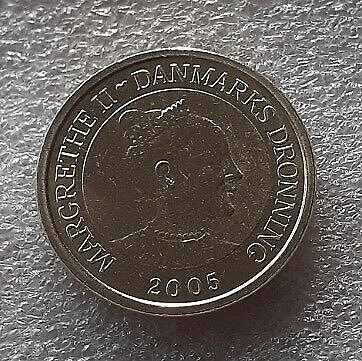 MARGRETHE II ~ DANMARKS DRONNING
2005